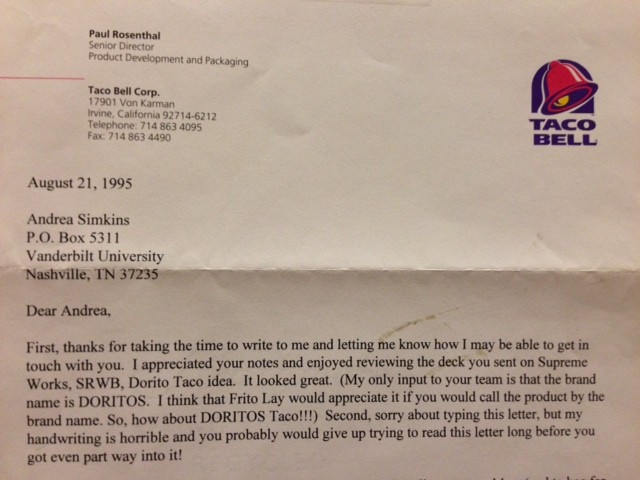 Paul Rosenthal
Senior Director
Product Development and Packaging
Taco Bell Corp.
17901 Von Karman
Irvine, California 92714-6212
Telephone: 714 863 4095
Fax: 714 863 4490
TACO
BELL
August 21, 1995
Andrea Simkins
P.O. Box 5311
Vanderbilt University
Nashville, TN 37235
Dear Andrea,
First, thanks for taking the time to write to me and letting me know how I may be able to get in
touch with you. I appreciated your notes and enjoyed reviewing the deck you sent on Supreme
Works, SRWB, Dorito Taco idea. It looked great. (My only input to your team is that the brand
name is DORITOS. I think that Frito Lay would appreciate it if you would call the product by the
brand name. So, how about DORITOS Taco!!!) Second, sorry about typing this letter, but my
handwriting is horrible and you probably would give up trying to read this letter long before you
got even part way into it!